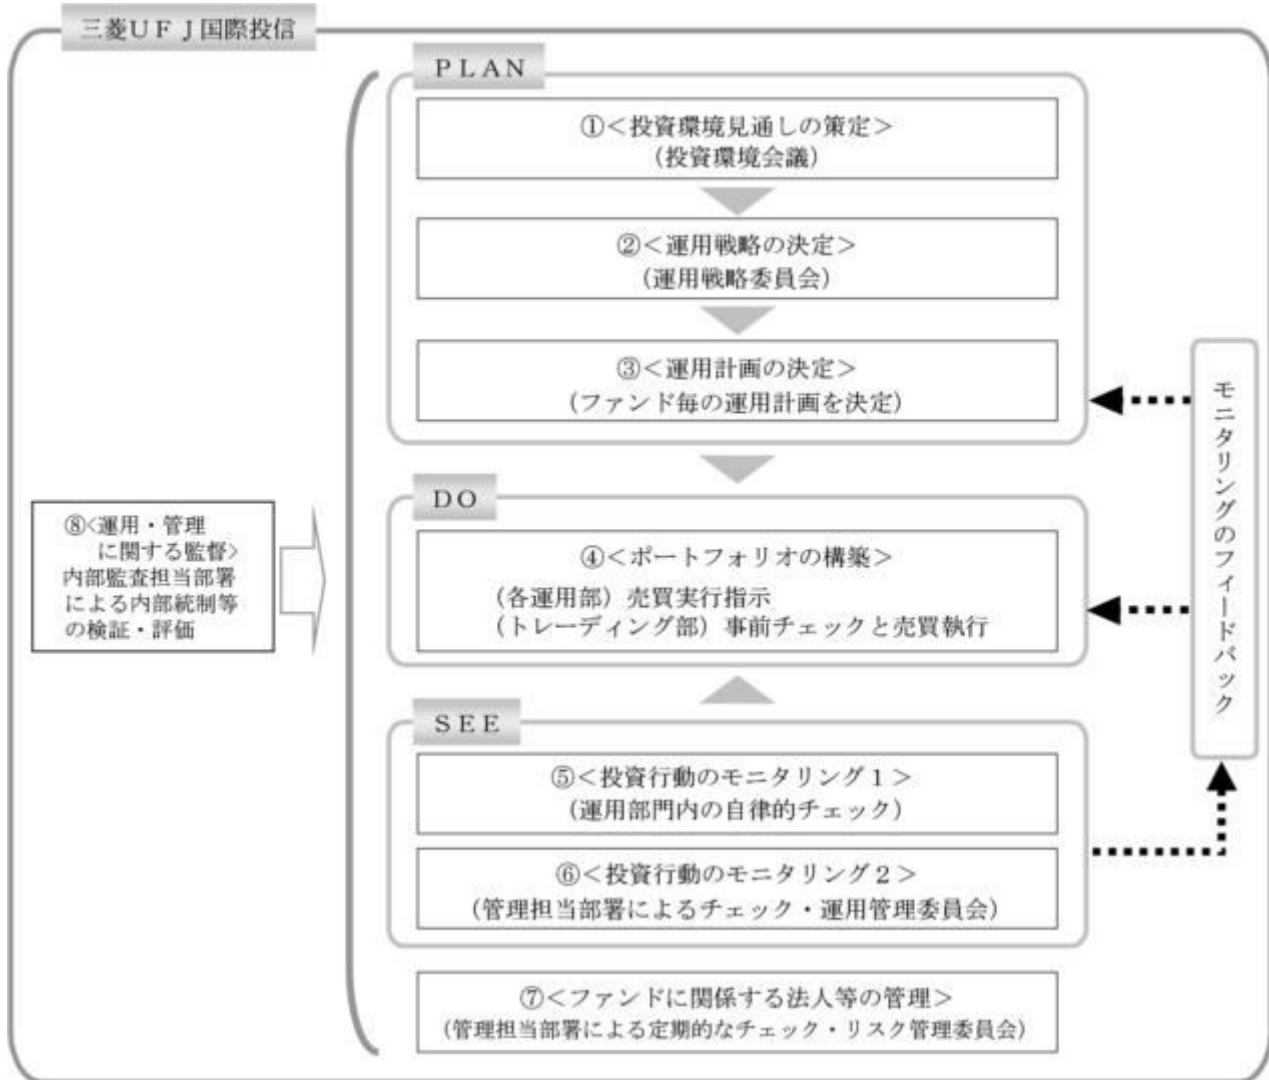 三菱ＵＦＪ国際投信
ＰＬＡＮ
①＜投資環境見通しの策定＞
（投資環境会議）
②＜運用戦略の決定＞
（運用戦略委員会）
③＜運用計画の決定＞
（ファンド毎の運用計画を決定）
ＤＯ
④＜ポートフォリオの構築＞
（各運用部）売買実行指示
（トレーディング部）事前チェックと売買執行
ＳＥＥ
⑤＜投資行動のモニタリング１＞
（運用部門内の自律的チェック）
⑥＜投資行動のモニタリング２＞
（管理担当部署によるチェック・運用管理委員会）
⑦＜ファンドに関係する法人等の管理＞
（管理担当部署による定期的なチェック・リスク管理委員会）
⑧＜運用・管理
に関する監督＞
内部監査担当部署
による内部統制等
の検証・評価
モニタリングのフィードバック